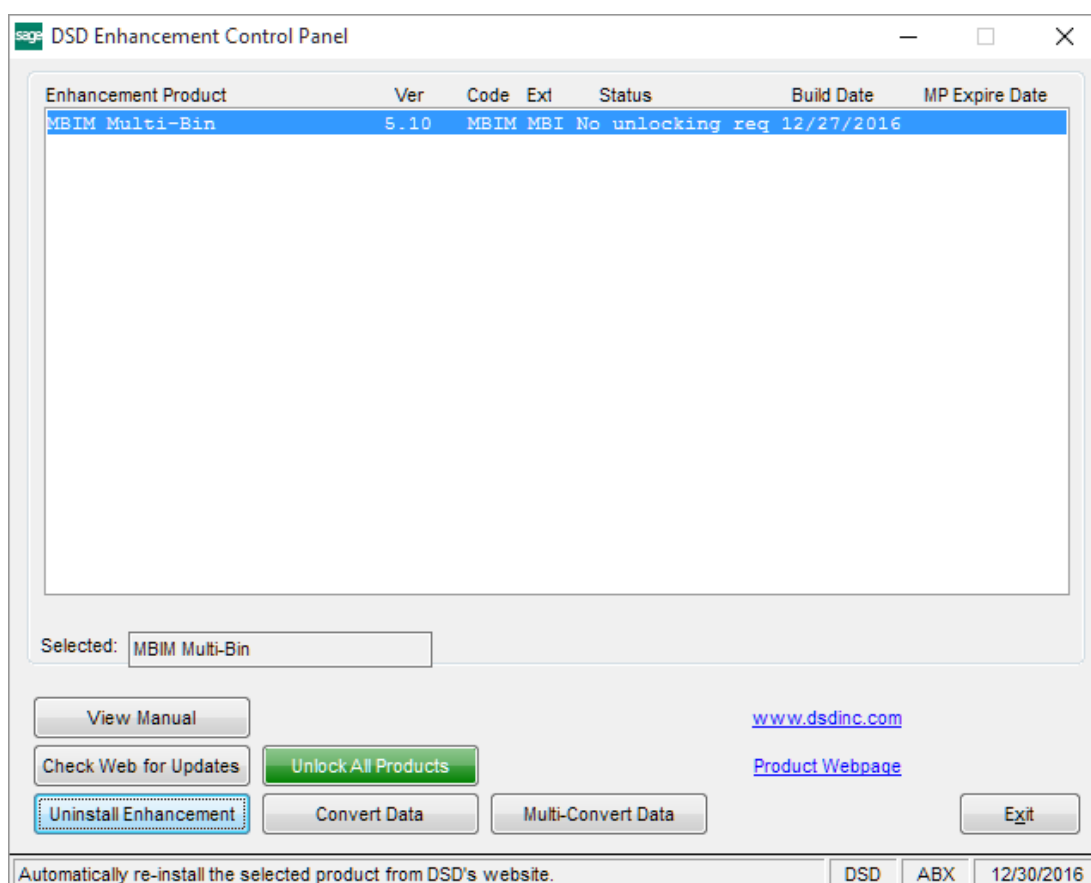 sage DSD Enhancement Control Panel
Enhancement Product Ver Code Ext Status Build Date MP Expire Date
MBIM Multi-Bin 5.10 MBIM MBI No unlocking req 12/27/2016
Selected: MBIM Multi-Bin
View Manual www.dsdinc.com
Check Web for Updates Unlock All Products Product Webpage
Uninstall Enhancement Convert Data Multi-Convert Data Exit
Automatically re-install the selected product from DSD's website. DSD ABX 12/30/2016